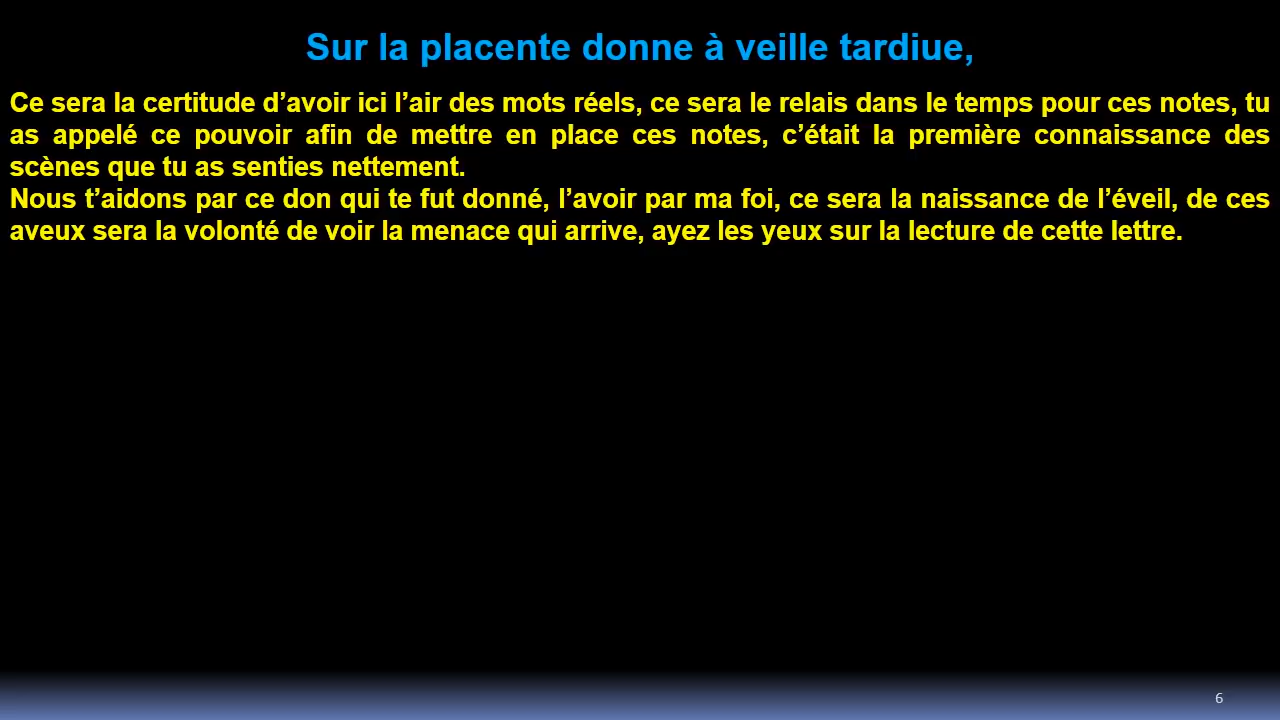 Sur la placente donne à veille tardiue,
Ce sera la certitude d’avoir ici l’air des mots réels, ce sera le relais dans le temps pour ces notes, tu
as appelé ce pouvoir afin de mettre en place ces notes, c’était la première connaissance des
scènes que tu as senties nettement.
Nous t’aidons par ce don qui te fut donné, l’avoir par ma foi, ce sera la naissance de l’éveil, de ces
aveux sera la volonté de voir la menace qui arrive, ayez les yeux sur la lecture de cette lettre.
6